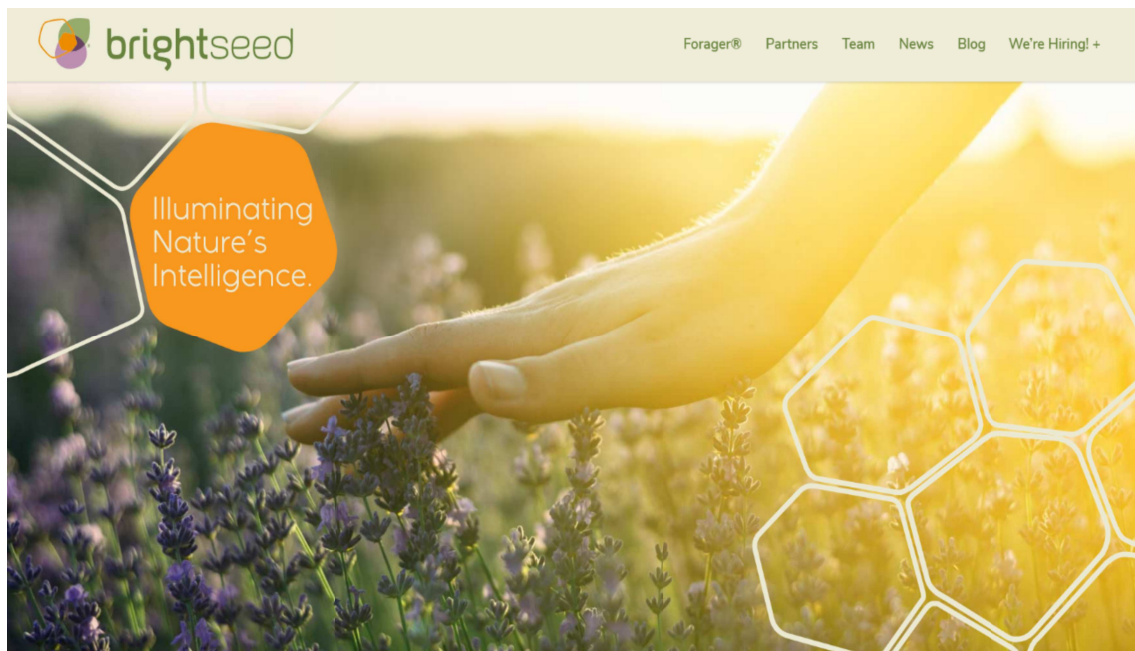 brightseed
Forager® Partners Team News Blog We're Hiring! +
Illuminating
Nature's
Intelligence.